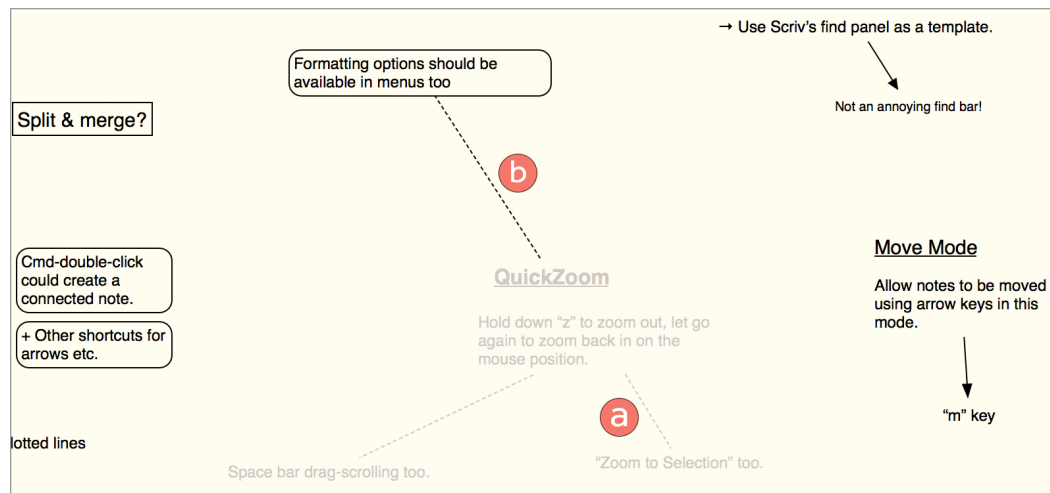 → Use Scriv's find panel as a template.
Formatting options should be
available in menus too
Not an annoying find bar!
Split & merge?
b
Cmd-double-click
could create a
connected note.
+ Other shortcuts for
arrows etc.
QuickZoom
Hold down “z” to zoom out, let go
again to zoom back in on the
mouse position.
Move Mode
Allow notes to be moved
using arrow keys in this
mode.
a
“m” key
lotted lines
Space bar drag-scrolling too.
“Zoom to Selection” too.